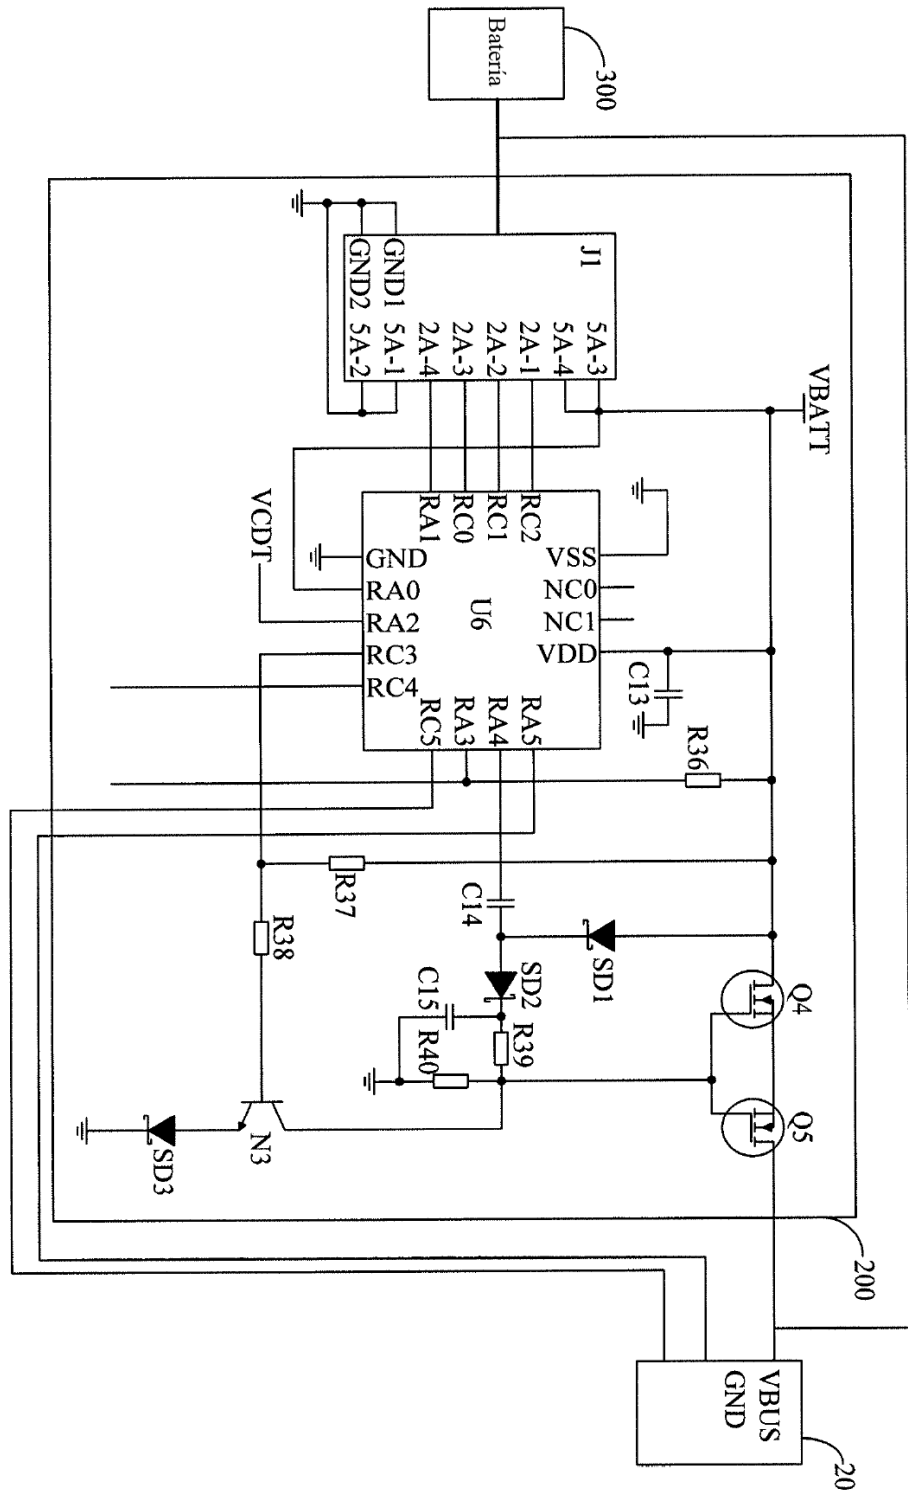 Batería
300
J1
GND1
GND2
5A-3
5A-4
2A-1
2A-2
2A-3
2A-4
5A-1
5A-2
VBATT
VCDT
U6
RC2
RC1
RC0
RA1
VSS
NC0
NC1
VDD
GND
RA0
RA2
RC3
RC4
RA5
RA4
RA3
RC5
C13
R36
R37
R38
C14
SD1
SD2
C15
R39
R40
Q4
Q5
N3
SD3
200
VBUS
GND
20